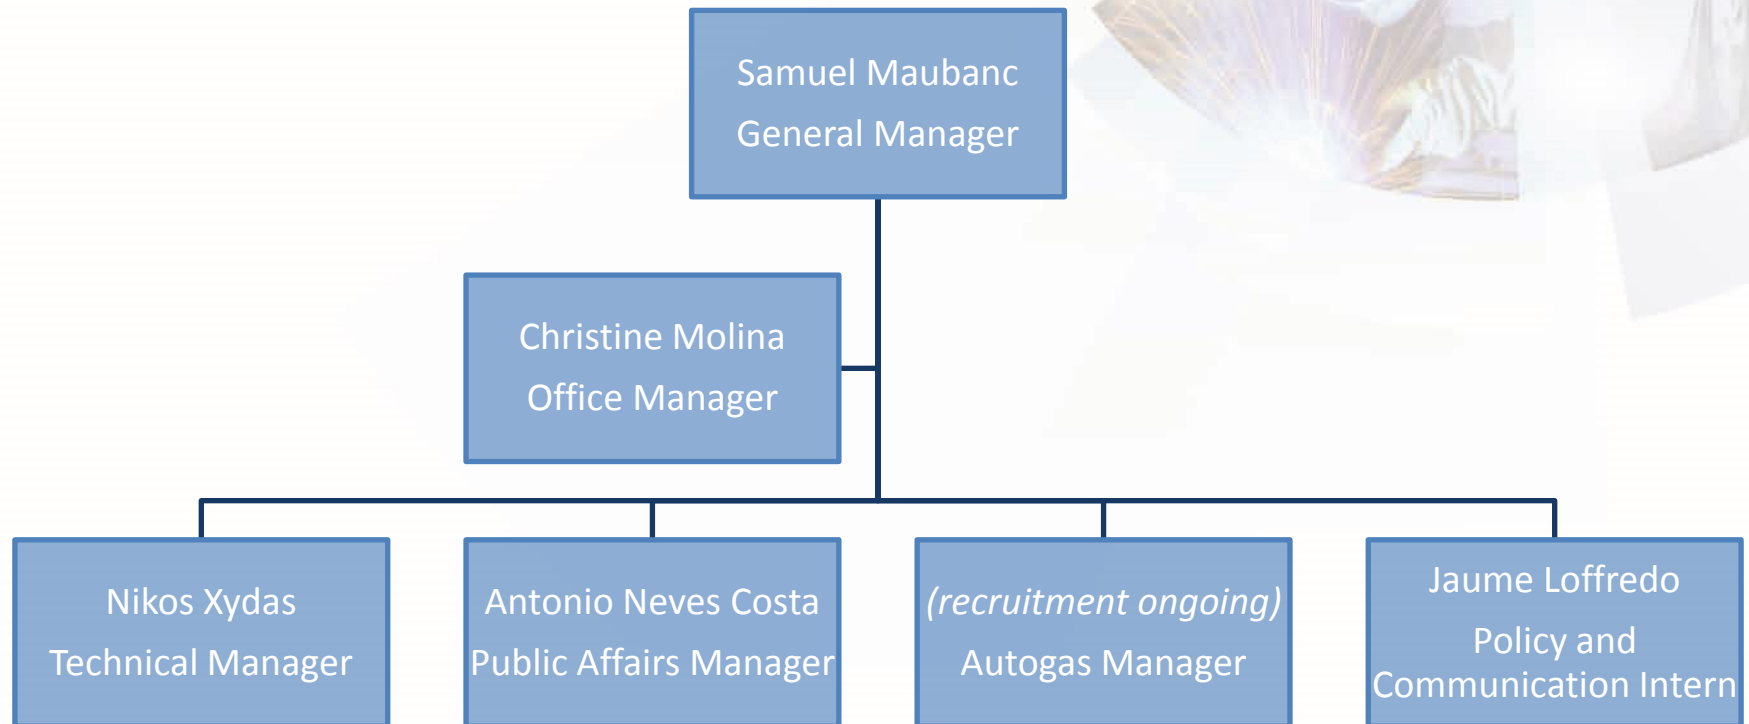 Samuel Maubanc
General Manager
Christine Molina
Office Manager
Nikos Xydas
Technical Manager
Antonio Neves Costa
Public Affairs Manager
(recruitment ongoing)
Autogas Manager
Jaume Loffredo
Policy and
Communication Intern